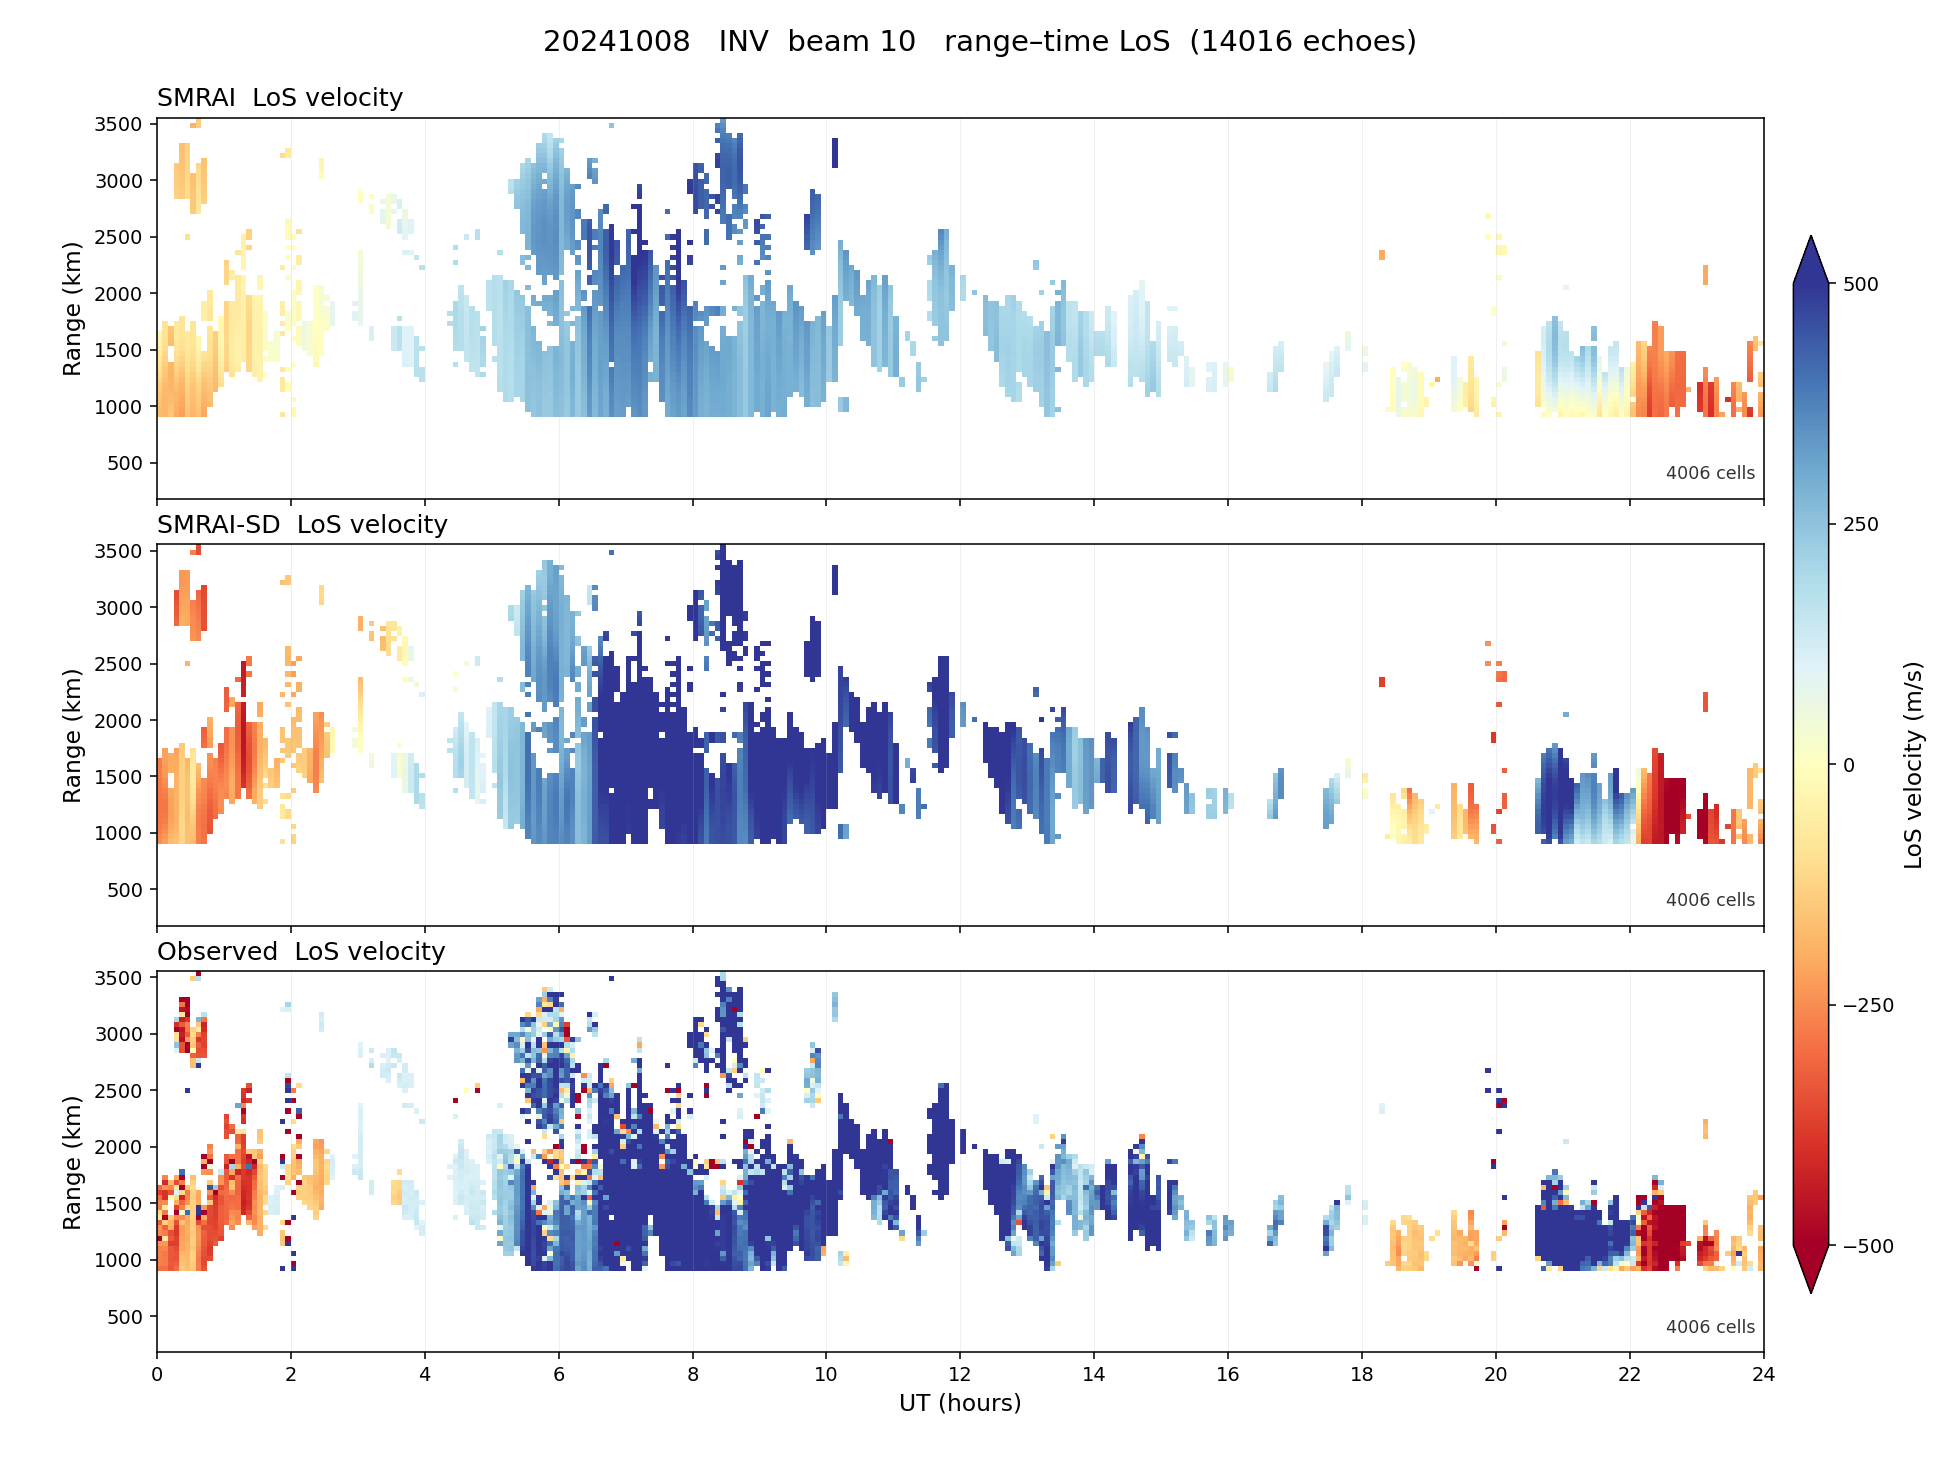 20241008   INV  beam 10   range–time LoS  (14016 echoes)
SMRAI  LoS velocity
3500
3000
2500
2000
1500
1000
500
Range (km)
4006 cells
SMRAI-SD  LoS velocity
3500
3000
2500
2000
1500
1000
500
Range (km)
4006 cells
Observed  LoS velocity
3500
3000
2500
2000
1500
1000
500
Range (km)
4006 cells
0 2 4 6 8 10 12 14 16 18 20 22 24
UT (hours)
500
250
0
−250
−500
LoS velocity (m/s)